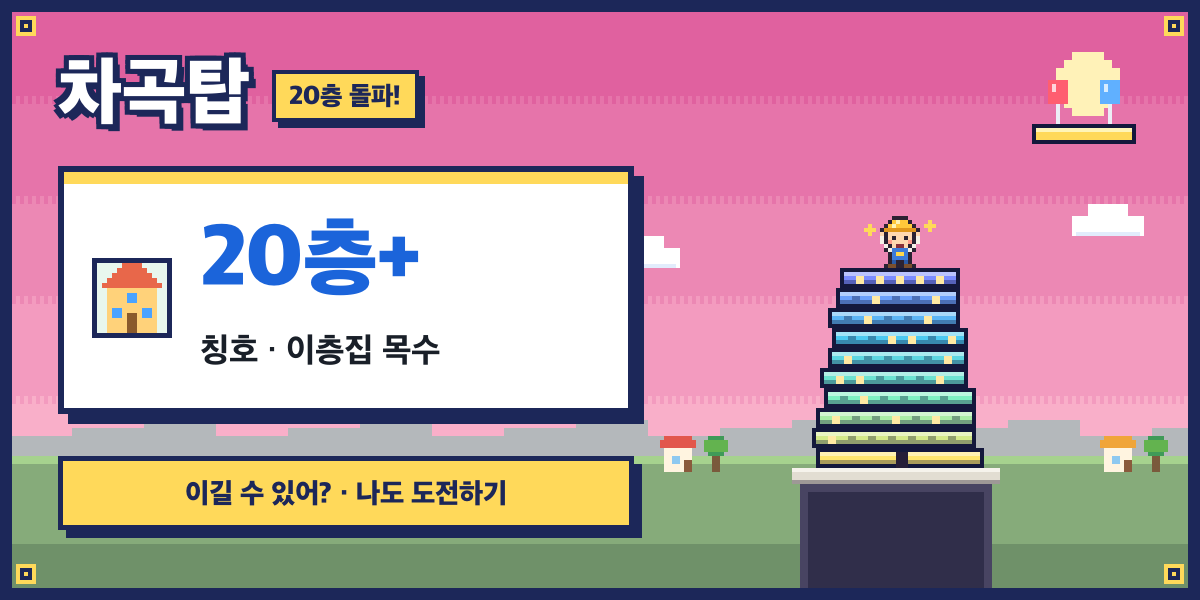 차곡탑
20층 돌파!
20층+
칭호 · 이층집 목수
이길 수 있어? · 나도 도전하기